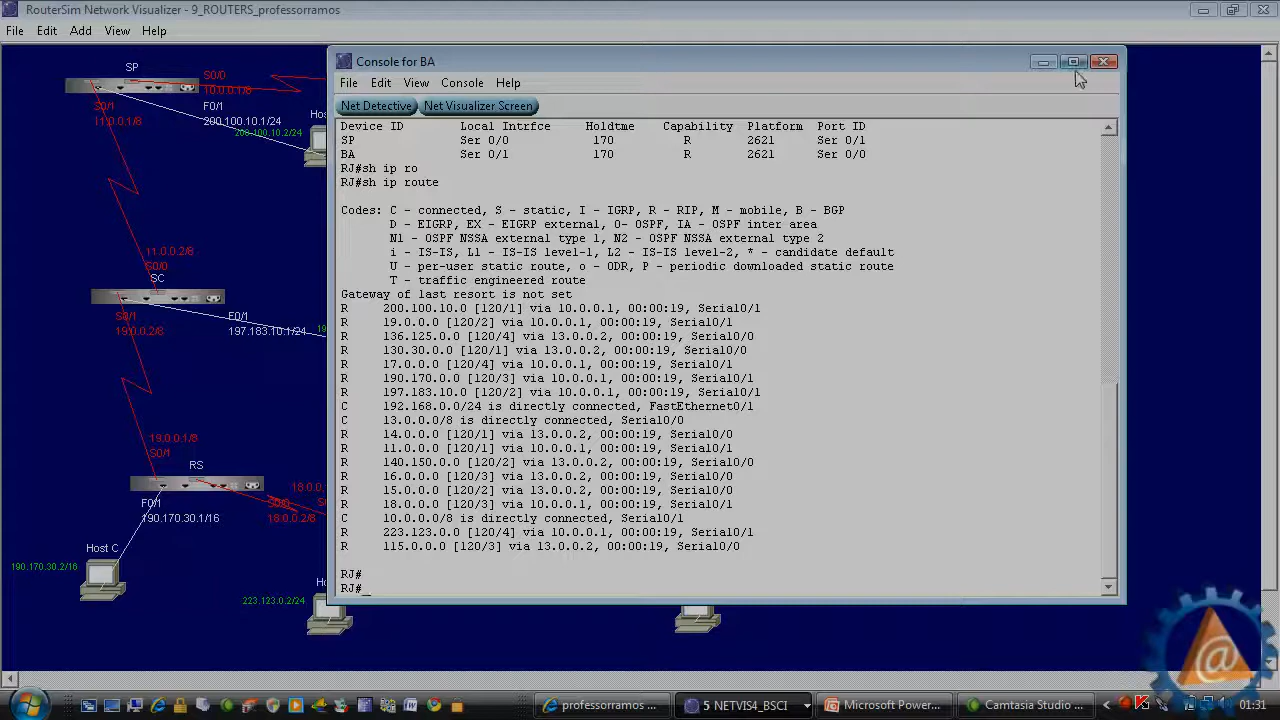 RouterSim Network Visualizer - 9_ROUTERS_professorramos
File Edit Add View Help
SP
S0/0
10.0.0.1/8
S0/1
11.0.0.1/8
F0/1
200.100.10.1/24
200.100.10.2/24
11.0.0.2/8
S0/0
SC
S0/1
19.0.0.2/8
F0/1
197.183.10.1/24
19.0.0.1/8
S0/1
RS
F0/1
190.170.30.1/16
S0/0
18.0.0.2/8
Host C
190.170.30.2/16
223.123.0.2/24
Console for BA
File Edit View Console Help
Net Detective Net Visualizer Screen
Device ID Local Intrfce Holdtme Capability Platform Port ID
SP Ser 0/0 170 R 2621 Ser 0/1
BA Ser 0/1 170 R 2621 Ser 0/0
RJ#sh ip ro
RJ#sh ip route
Codes: C - connected, S - static, I - IGRP, R - RIP, M - mobile, B - BGP
D - EIGRP, EX - EIGRP external, O- OSPF, IA - OSPF inter area
N1 - OSPF NSSA external type 1, N2 - OSPF NSSA external type 2
i - IS-IS, L1 - IS-IS level-1, L2 - IS-IS level-2, * - candidate default
U - per-user static route, o - ODR, P - periodic downloaded static route
T - traffic engineered route
Gateway of last resort is not set
R 200.100.10.0 [120/1] via 10.0.0.1, 00:00:19, Serial0/1
R 19.0.0.0 [120/2] via 10.0.0.1, 00:00:19, Serial0/1
R 136.125.0.0 [120/4] via 13.0.0.2, 00:00:19, Serial0/0
R 130.30.0.0 [120/1] via 13.0.0.2, 00:00:19, Serial0/0
R 17.0.0.0 [120/4] via 10.0.0.1, 00:00:19, Serial0/1
R 190.170.0.0 [120/3] via 10.0.0.1, 00:00:19, Serial0/1
R 197.183.10.0 [120/2] via 10.0.0.1, 00:00:19, Serial0/1
C 192.168.0.0/24 is directly connected, FastEthernet0/1
C 13.0.0.0/8 is directly connected, Serial0/0
R 14.0.0.0 [120/1] via 13.0.0.2, 00:00:19, Serial0/0
R 11.0.0.0 [120/1] via 10.0.0.1, 00:00:19, Serial0/1
R 140.150.0.0 [120/2] via 13.0.0.2, 00:00:19, Serial0/0
R 16.0.0.0 [120/3] via 13.0.0.2, 00:00:19, Serial0/0
R 15.0.0.0 [120/2] via 13.0.0.2, 00:00:19, Serial0/0
R 18.0.0.0 [120/3] via 10.0.0.1, 00:00:19, Serial0/1
C 10.0.0.0/8 is directly connected, Serial0/1
R 223.123.0.0 [120/4] via 10.0.0.1, 00:00:19, Serial0/1
R 115.0.0.0 [120/3] via 13.0.0.2, 00:00:19, Serial0/0
RJ#
RJ#_
@
professorramos ... 5 NETVIS4_BSCI Microsoft Power... Camtasia Studio ... 01:31